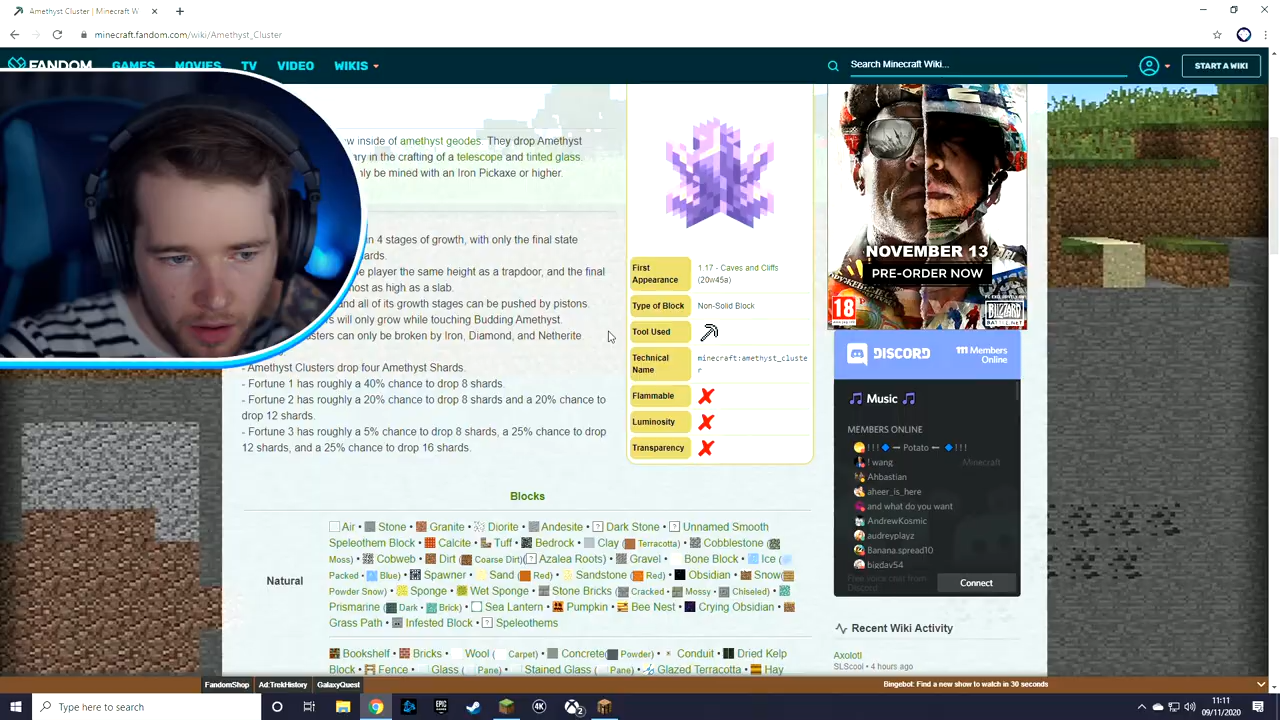 Amethyst Cluster | Minecraft W
minecraft.fandom.com/wiki/Amethyst_Cluster
FANDOM GAMES MOVIES TV VIDEO WIKIS Search Minecraft Wiki... START A WIKI
inside of amethyst geodes. They drop Amethyst
in the crafting of a telescope and tinted glass.
be mined with an Iron Pickaxe or higher.
in 4 stages of growth, with only the final state
player the same height as a trapdoor, and the final
as high as a slab.
and all of its growth stages can be pushed by pistons.
will only grow while touching Budding Amethyst.
can only be broken by Iron, Diamond, and Netherite
- Amethyst Clusters drop four Amethyst Shards.
- Fortune 1 has roughly a 40% chance to drop 8 shards.
- Fortune 2 has roughly a 20% chance to drop 8 shards and a 20% chance to
drop 12 shards.
- Fortune 3 has roughly a 5% chance to drop 8 shards, a 25% chance to drop
12 shards, and a 25% chance to drop 16 shards.
First Appearance 1.17 - Caves and Cliffs
(20w45a)
Type of Block Non-Solid Block
Tool Used
Technical Name minecraft:amethyst_cluste
r
Flammable
Luminosity
Transparency
NOVEMBER 13
PRE-ORDER NOW
18
BLIZZARD
DISCORD 111 Members
Online
Music
MEMBERS ONLINE
!!! Potato !!!
! wang. Minecraft
Ahbastian
aheer_is_here
and what do you want
AndrewKosmic
audreyplayz
Banana.spread10
bigday54
Free voice chat from
Discord
Connect
Blocks
Natural
Air • Stone • Granite • Diorite • Andesite • Dark Stone • Unnamed Smooth
Speleothem Block • Calcite • Tuff • Bedrock • Clay (Terracotta) • Cobblestone (
Moss) • Cobweb • Dirt (Coarse Dirt)( Azalea Roots) • Gravel • Bone Block • Ice (
Packed • Blue) • Spawner • Sand (Red) • Sandstone (Red) • Obsidian • Snow(
Powder Snow) • Sponge • Wet Sponge • Stone Bricks (Cracked • Mossy • Chiseled) •
Prismarine (Dark • Brick) • Sea Lantern • Pumpkin • Bee Nest • Crying Obsidian •
Grass Path • Infested Block • Speleothems
Bookshelf • Bricks • Wool (Carpet) • Concrete(Powder) • Conduit • Dried Kelp
Block • Fence • Glass (Pane) • Stained Glass (Pane) • Glazed Terracotta • Hay
Recent Wiki Activity
Axolotl
SLScool • 4 hours ago
FandomShop Ad:TrekHistory GalaxyQuest Bingebot: Find a new show to watch in 30 seconds
Type here to search
11:11
09/11/2020